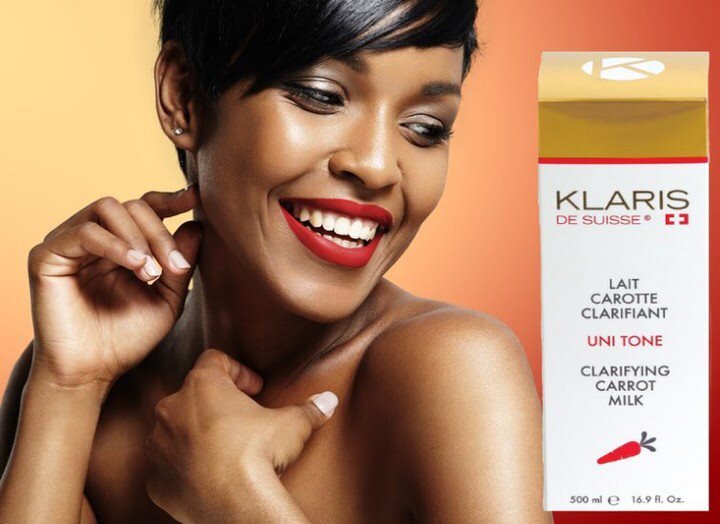 KLARIS
DE SUISSE®
LAIT
CAROTTE
CLARIFIANT
UNI TONE
CLARIFYING
CARROT
MILK
500 ml ℮ 16.9 fl. Oz.